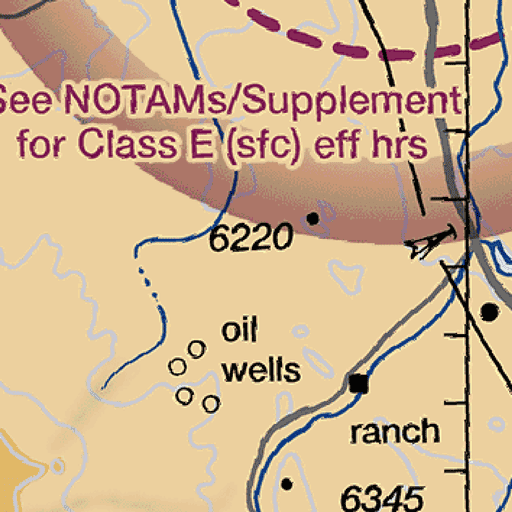 See NOTAMs/Supplement
for Class E (sfc) eff hrs
6220
oil
wells
ranch
6345